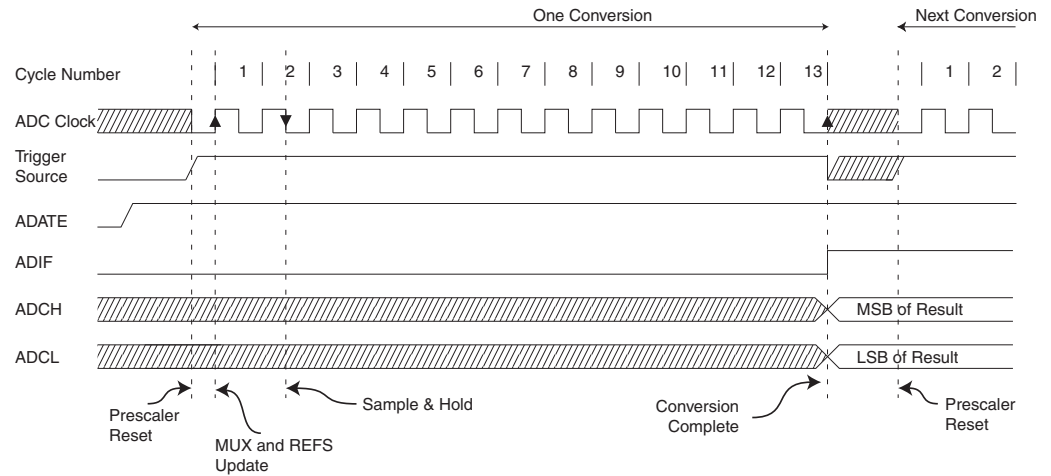 One Conversion
Next Conversion
Cycle Number
1 2 3 4 5 6 7 8 9 10 11 12 13 1 2
ADC Clock
Trigger
Source
ADATE
ADIF
ADCH
MSB of Result
ADCL
LSB of Result
Prescaler
Reset
MUX and REFS
Update
Sample & Hold
Conversion
Complete
Prescaler
Reset